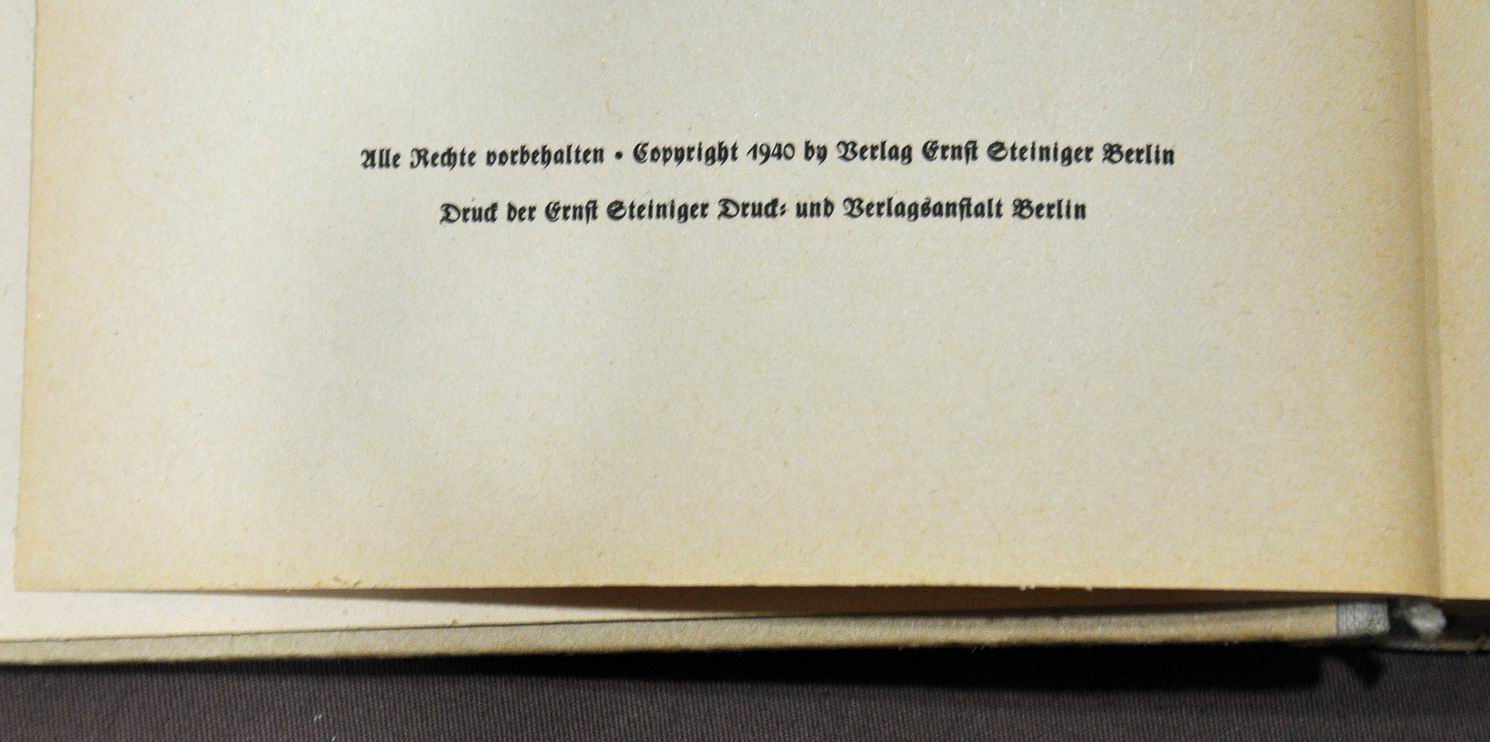 Alle Rechte vorbehalten • Copyright 1940 by Verlag Ernst Steiniger Berlin
Druck der Ernst Steiniger Druck- und Verlagsanstalt Berlin